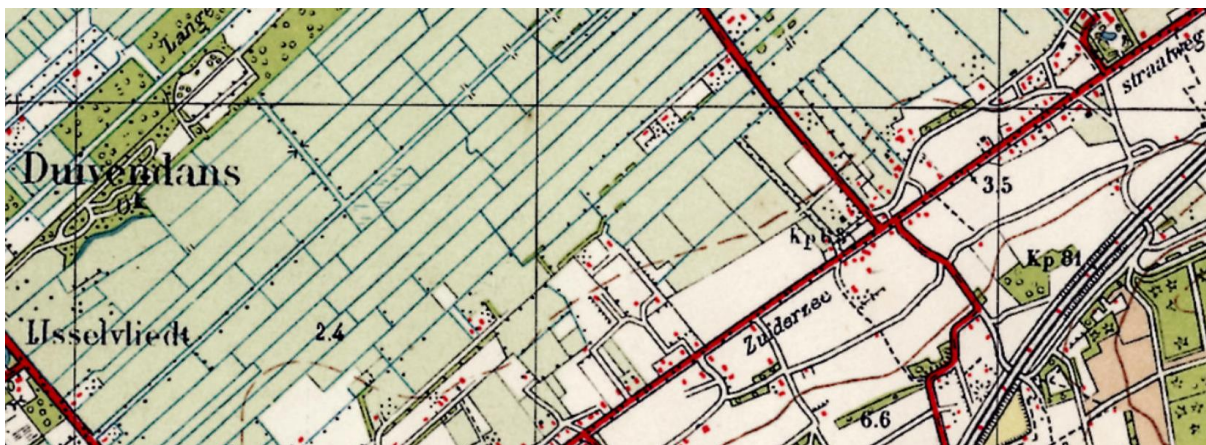 Lange
straatweg
Duivendans
3.5
Kp 81
IJsselvliedt
2.4
Zuiderzee
6.6